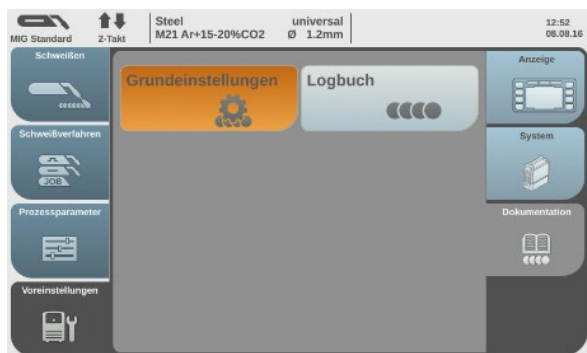 MIG Standard
2-Takt
Steel universal
M21 Ar+15-20%CO2 Ø 1.2mm
12:52
08.08.16
Schweißen
Grundeinstellungen
Logbuch
Anzeige
Schweißverfahren
JOB
System
Prozessparameter
Dokumentation
Voreinstellungen